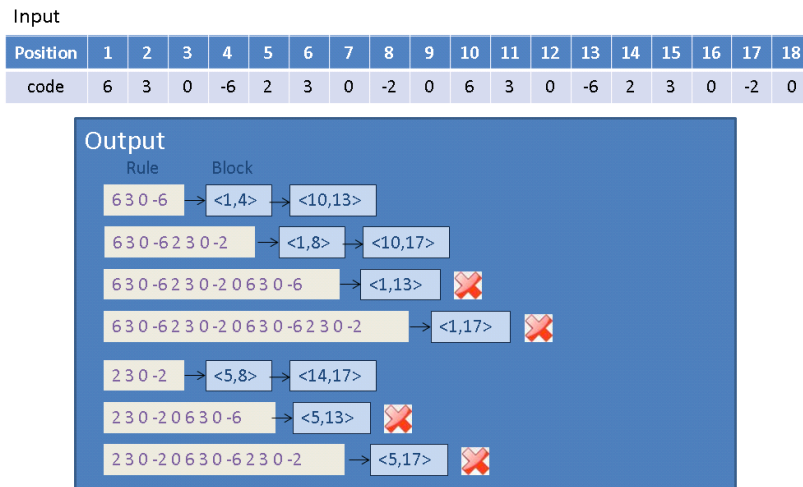 Input
Position 1 2 3 4 5 6 7 8 9 10 11 12 13 14 15 16 17 18
code 6 3 0 -6 2 3 0 -2 0 6 3 0 -6 2 3 0 -2 0
Output
Rule Block
6 3 0 -6 <1,4> <10,13>
6 3 0 -6 2 3 0 -2 <1,8> <10,17>
6 3 0 -6 2 3 0 -2 0 6 3 0 -6 <1,13>
6 3 0 -6 2 3 0 -2 0 6 3 0 -6 2 3 0 -2 <1,17>
2 3 0 -2 <5,8> <14,17>
2 3 0 -2 0 6 3 0 -6 <5,13>
2 3 0 -2 0 6 3 0 -6 2 3 0 -2 <5,17>